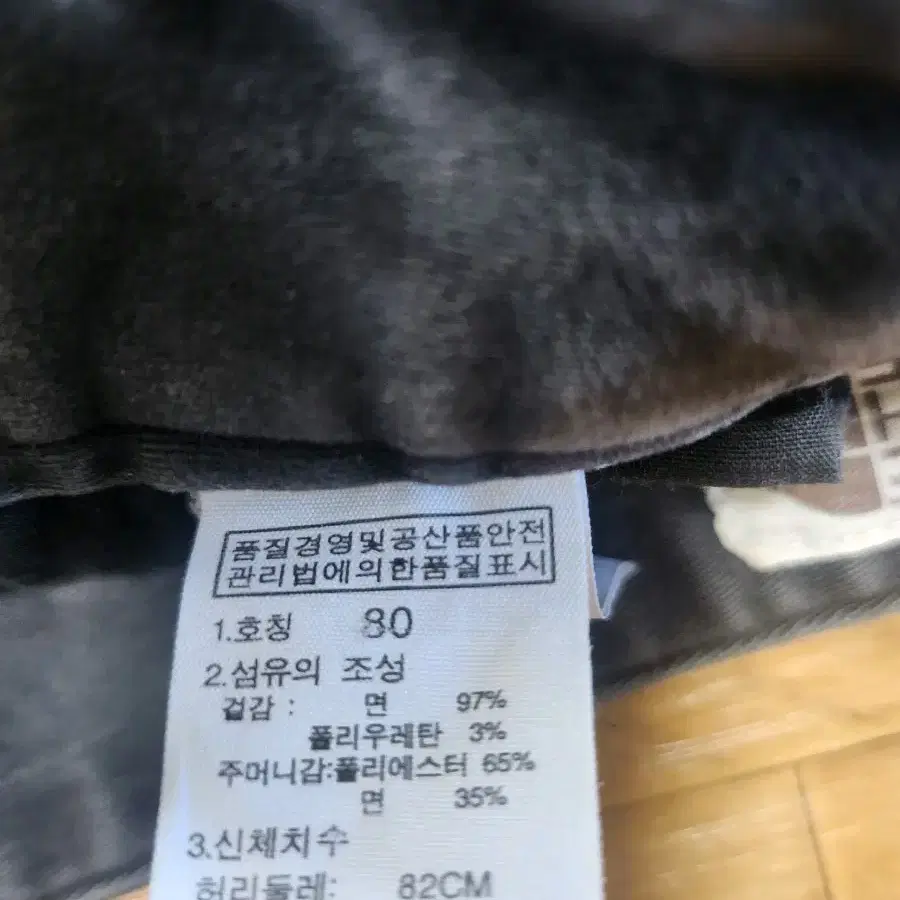 품질경영및공산품안전
관리법에의한품질표시
1.호칭 80
2.섬유의 조성
겉감 : 면 97%
폴리우레탄 3%
주머니감:폴리에스터 65%
면 35%
3.신체치수
허리둘레: 82CM